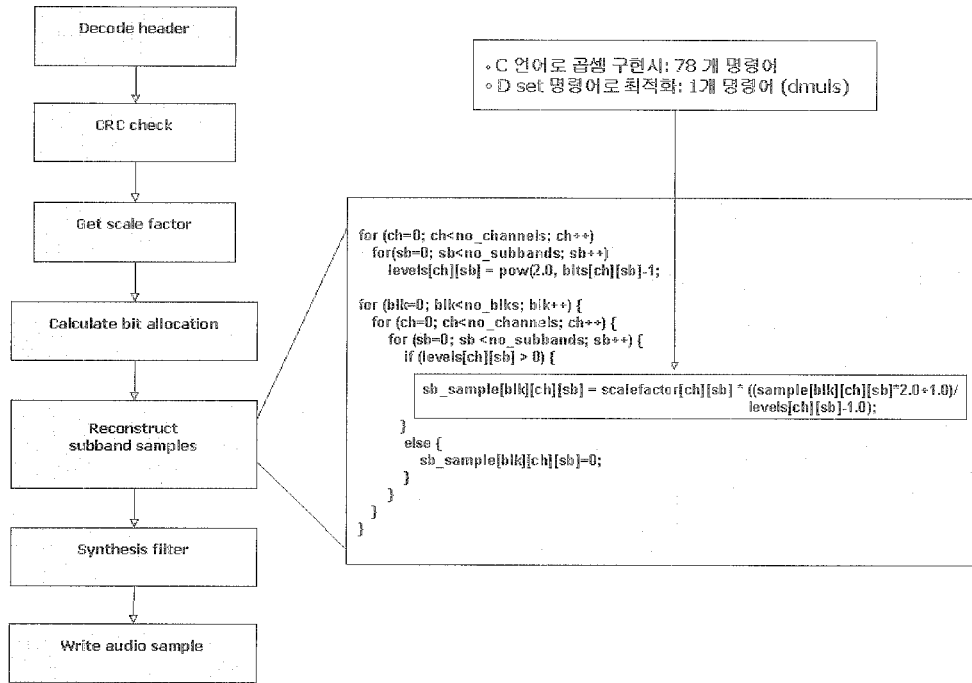 Decode header
CRC check
Get scale factor
Calculate bit allocation
Reconstruct
subband samples
Synthesis filter
Write audio sample
◦ C 언어로 곱셈 구현시: 78 개 명령어
◦ D set 명령어로 최적화: 1개 명령어 (dmuls)
for (ch=0; ch<no_channels; ch++)
for(sb=0; sb<no_subbands; sb++)
levels[ch][sb] = pow(2.0, bits[ch][sb]-1;
for (blk=0; blk<no_blks; blk++) {
for (ch=0; ch<no_channels; ch++) {
for (sb=0; sb <no_subbands; sb++) {
if (levels[ch][sb] > 0) {
sb_sample[blk][ch][sb] = scalefactor[ch][sb] * ((sample[blk][ch][sb]*2.0+1.0)/
levels[ch][sb]-1.0);
}
else {
sb_sample[blk][ch][sb]=0;
}
}
}
}